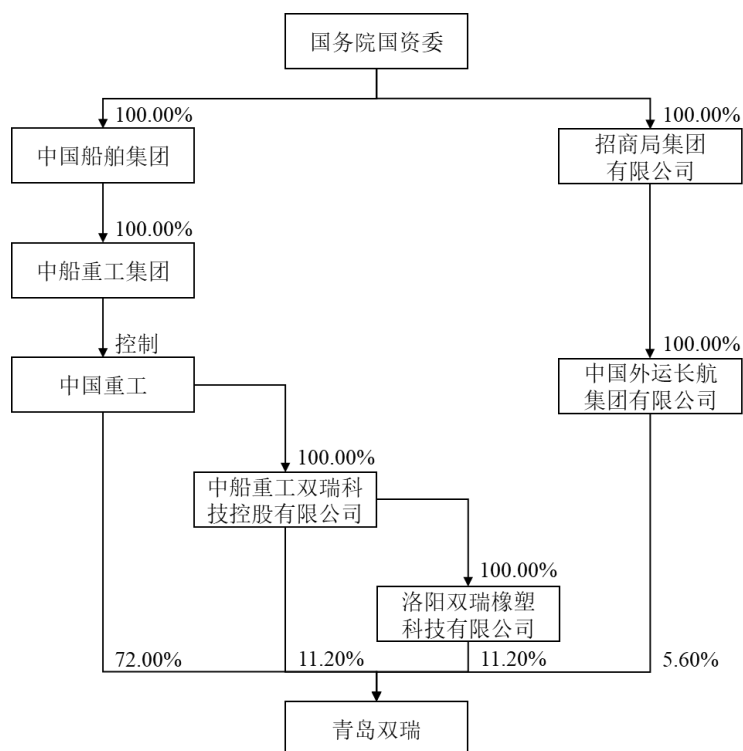 国务院国资委
100.00%
100.00%
中国船舶集团
招商局集团
有限公司
100.00%
中船重工集团
控制
100.00%
中国重工
中国外运长航
集团有限公司
100.00%
中船重工双瑞科
技控股有限公司
100.00%
洛阳双瑞橡塑
科技有限公司
72.00%
11.20%
11.20%
5.60%
青岛双瑞